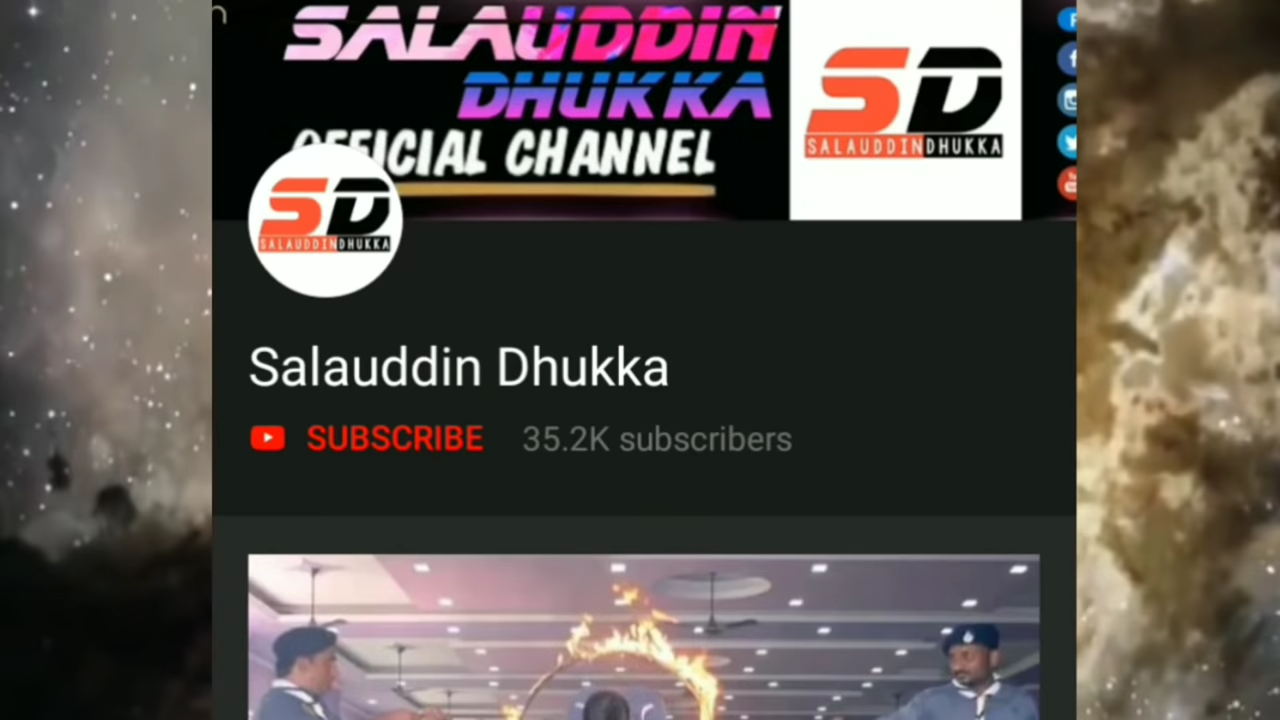 SALAUDDIN
DHUKKA
OFFICIAL CHANNEL
SD
SALAUDDINDHUKKA
SD
SALAUDDINDHUKKA
Salauddin Dhukka
SUBSCRIBE 35.2K subscribers